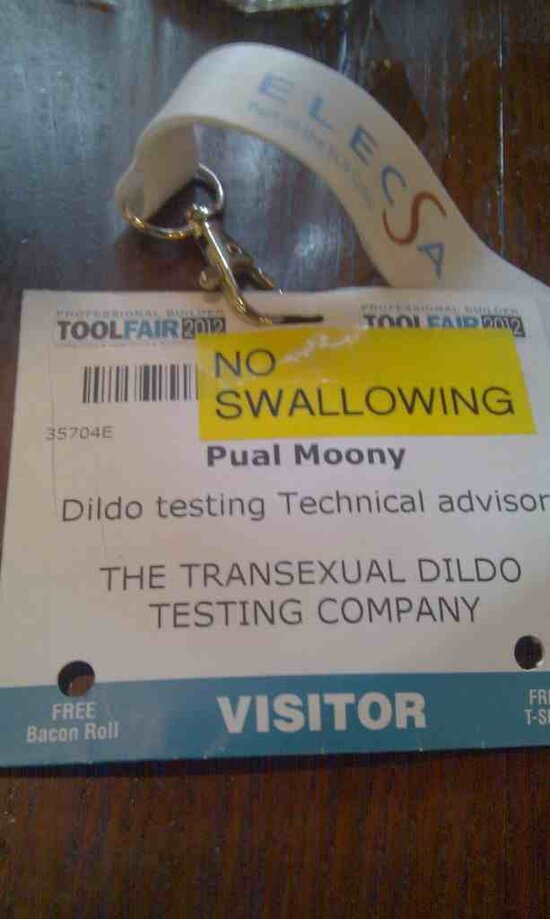 ELECSA
PROFESSIONAL BUILDER
TOOLFAIR 2012
PROFESSIONAL BUILDER
TOOLFAIR 2012
NO
SWALLOWING
35704E
Pual Moony
Dildo testing Technical advisor
THE TRANSEXUAL DILDO
TESTING COMPANY
FREE
Bacon Roll
VISITOR